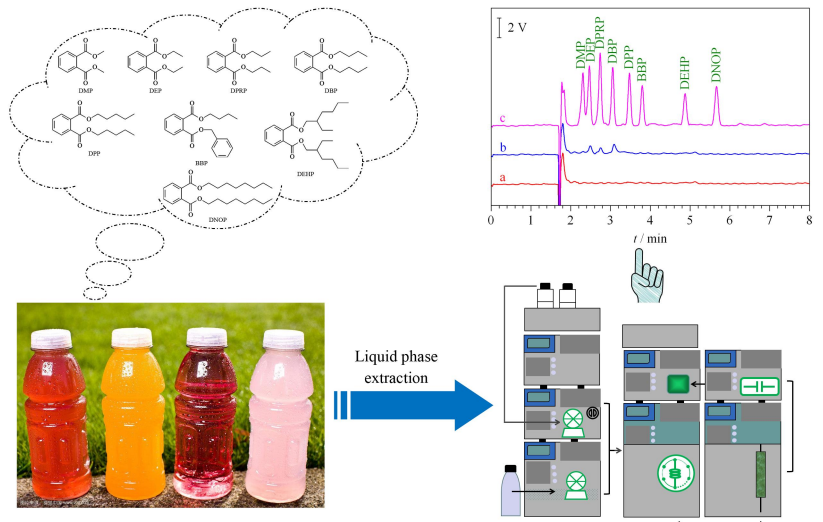 DMP
DEP
DPRP
DBP
DPP
BBP
DEHP
DNOP
2 V
DMP
DEP
DPRP
DBP
DPP
BBP
DEHP
DNOP
c
b
a
0 1 2 3 4 5 6 7 8
t / min
Liquid phase
extraction